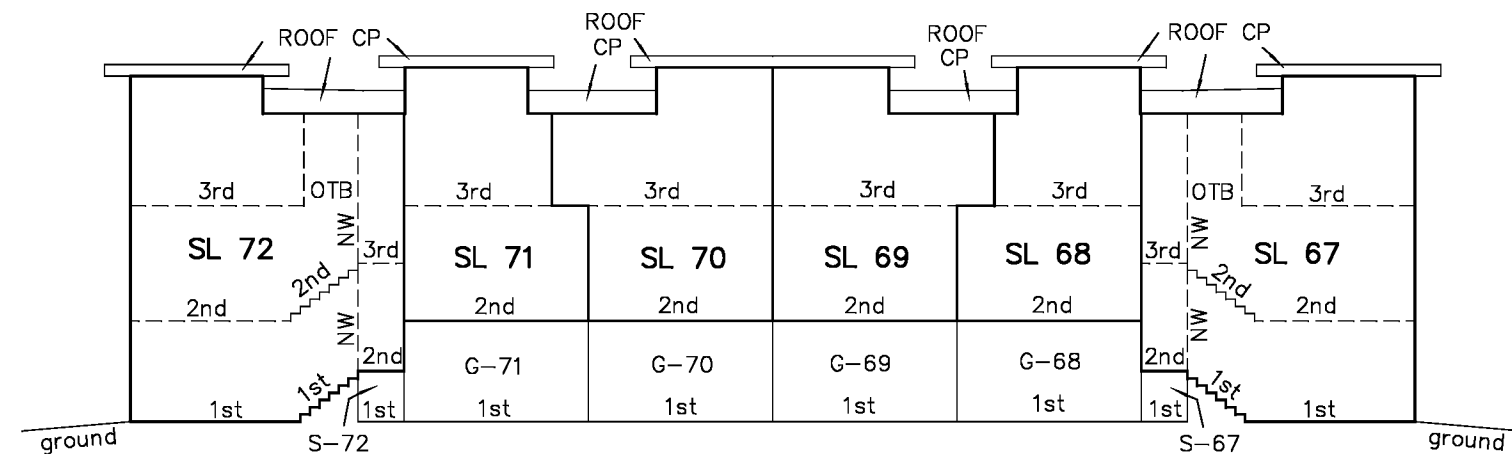 ROOF CP
ROOF
CP
ROOF
CP
ROOF CP
3rd
OTB
3rd
3rd
3rd
3rd
OTB
3rd
NW
NW
SL 72
3rd
SL 71
SL 70
SL 69
SL 68
3rd
SL 67
2nd
2nd
2nd
2nd
2nd
2nd
2nd
2nd
NW
NW
2nd
G-71
G-70
G-69
G-68
2nd
1st
1st
1st
1st
1st
1st
1st
1st
1st
1st
ground
S-72
S-67
ground